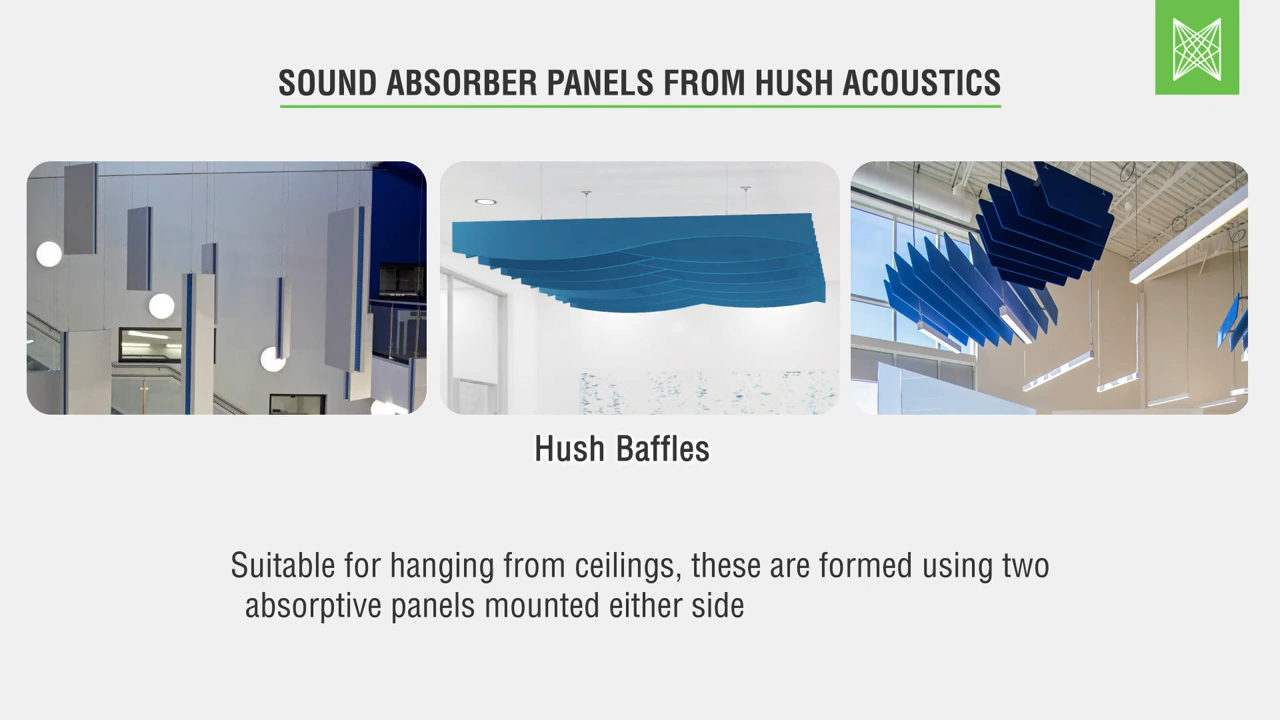 SOUND ABSORBER PANELS FROM HUSH ACOUSTICS
Hush Baffles
Suitable for hanging from ceilings, these are formed using two
absorptive panels mounted either side